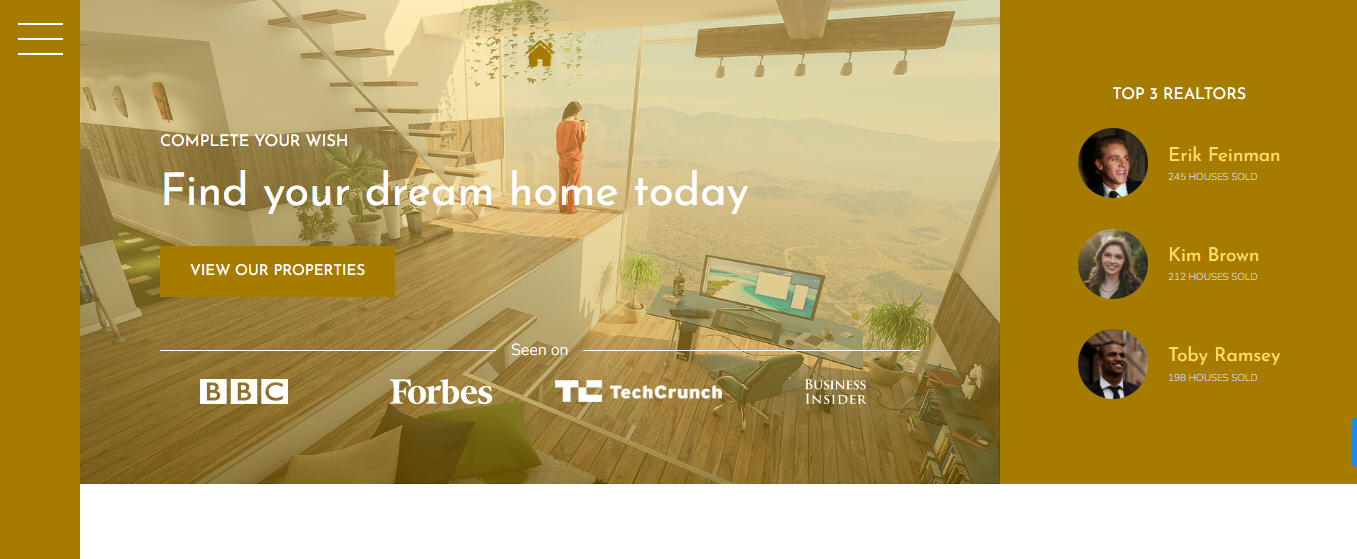 COMPLETE YOUR WISH
Find your dream home today
VIEW OUR PROPERTIES
Seen on
BBC
Forbes
TC TechCrunch
BUSINESS
INSIDER
TOP 3 REALTORS
Erik Feinman
245 HOUSES SOLD
Kim Brown
212 HOUSES SOLD
Toby Ramsey
198 HOUSES SOLD